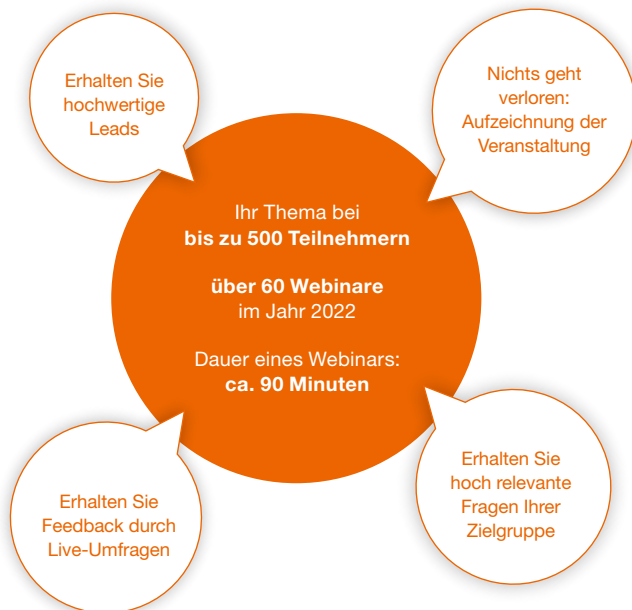 Erhalten Sie
hochwertige
Leads
Nichts geht
verloren:
Aufzeichnung der
Veranstaltung
Ihr Thema bei
bis zu 500 Teilnehmern
über 60 Webinare
im Jahr 2022
Dauer eines Webinars:
ca. 90 Minuten
Erhalten Sie
Feedback durch
Live-Umfragen
Erhalten Sie
hoch relevante
Fragen Ihrer
Zielgruppe